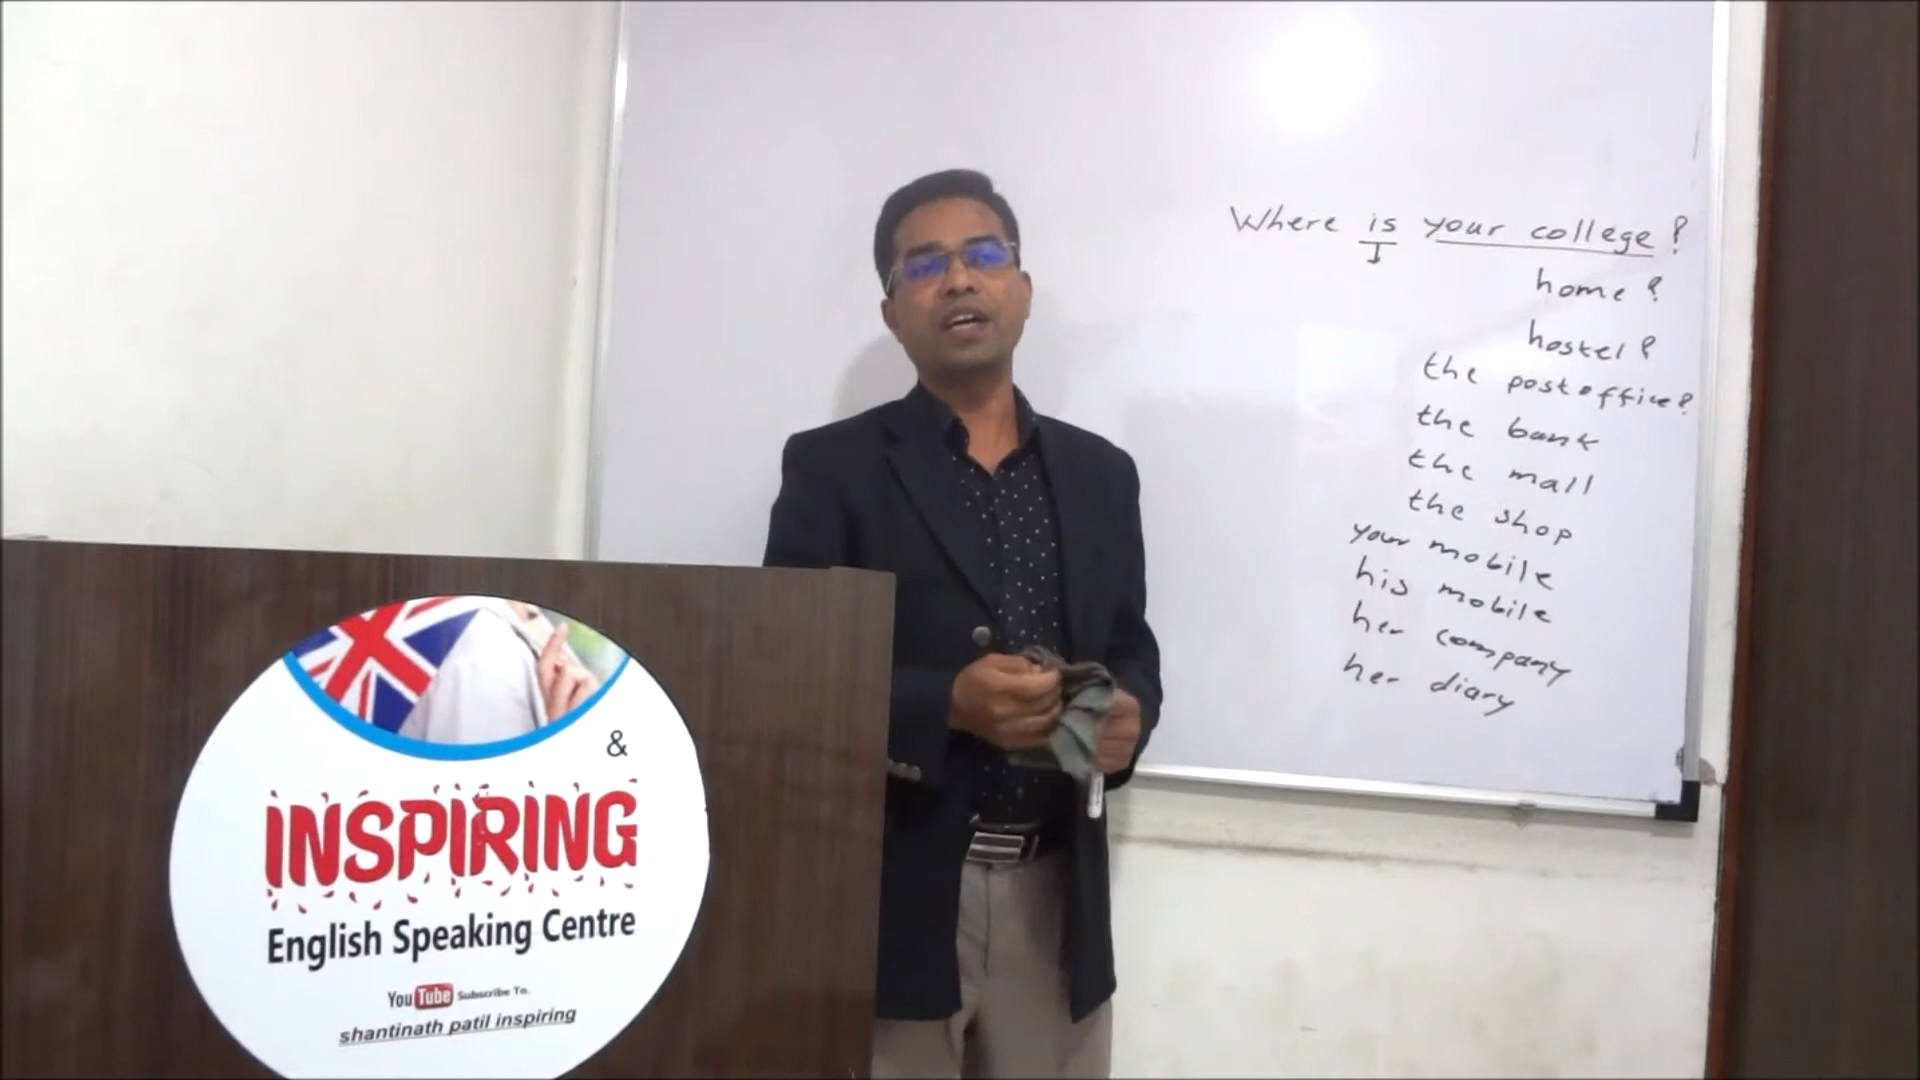 Where is your college?
I
home?
hostel?
the postoffice?
the bank
the mall
the shop
your mobile
his mobile
her company
her diary
&
INSPIRING
English Speaking Centre
YouTube Subscribe To.
shantinath patil inspiring